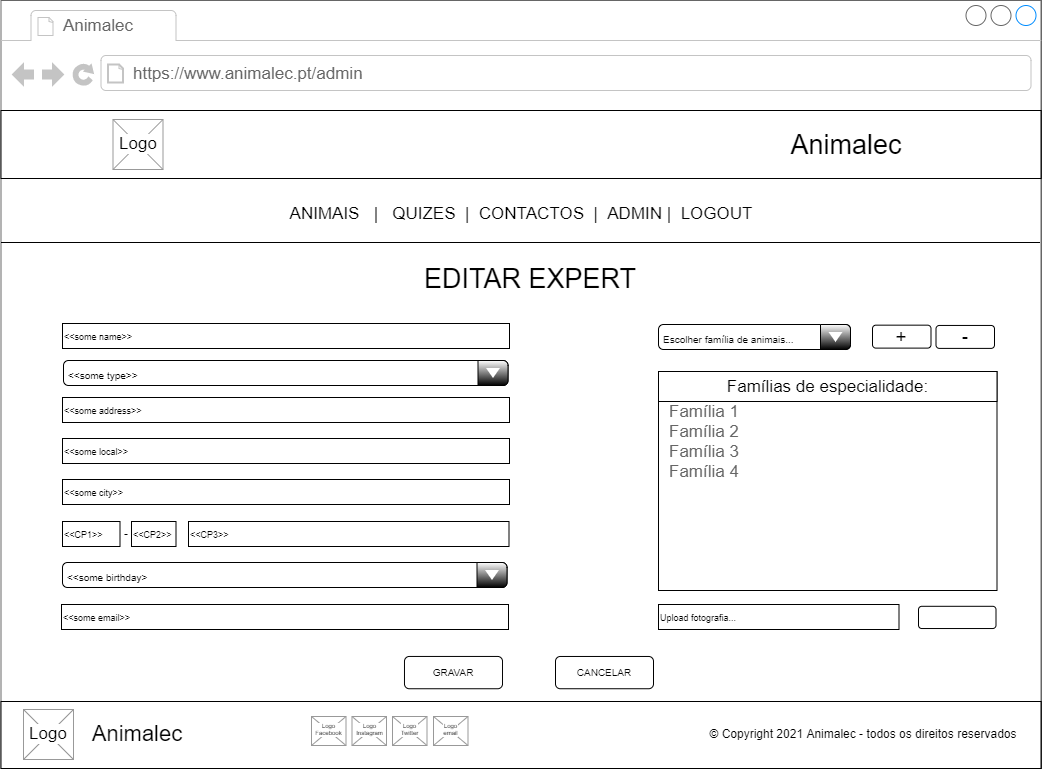 Animalec
https://www.animalec.pt/admin
Logo
Animalec
ANIMAIS | QUIZES | CONTACTOS | ADMIN | LOGOUT
EDITAR EXPERT
<<some name>>
<<some type>>
<<some address>>
<<some local>>
<<some city>>
<<CP1>> - <<CP2>> <<CP3>>
<<some birthday>
<<some email>>
Escolher família de animais...
+ -
Famílias de especialidade:
Família 1
Família 2
Família 3
Família 4
Upload fotografia...
GRAVAR
CANCELAR
Logo
Animalec
Logo
Facebook
Logo
Instagram
Logo
Twitter
Logo
email
© Copyright 2021 Animalec - todos os direitos reservados